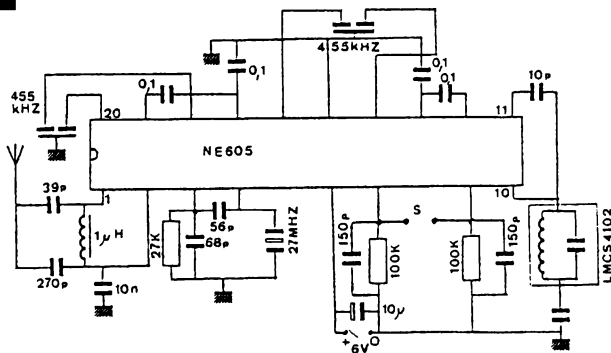 455kHZ
0,1
0,1
0,1
0,1
10p
455
kHZ
20
11
NE605
1
10
39p
1µH
270p
10n
27K
56p
68p
27MHZ
150p
S
150p
100K
100K
10µ
+
6V
O
LMCS4102